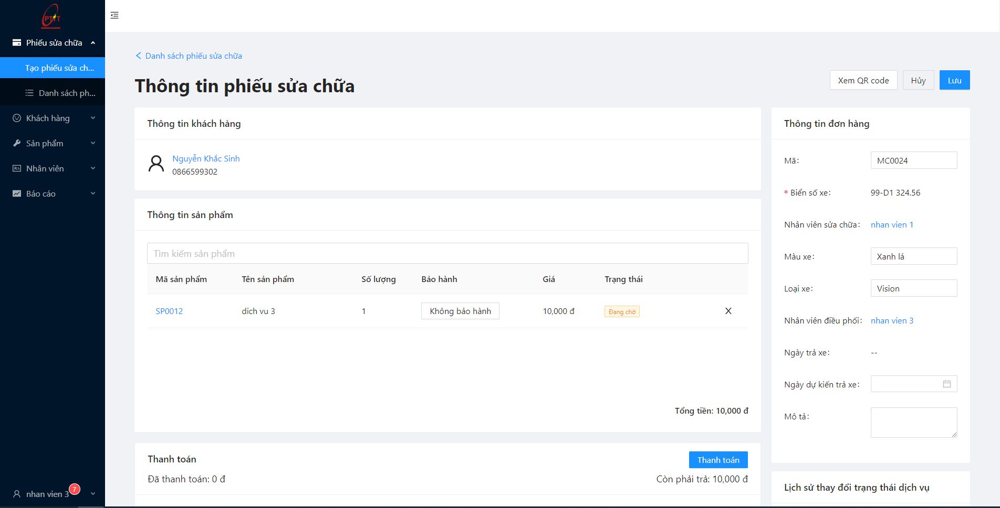 PTIT
Phiếu sửa chữa
Tạo phiếu sửa ch...
Danh sách ph...
Khách hàng
Sản phẩm
Nhân viên
Báo cáo
nhan vien 3
7
Danh sách phiếu sửa chữa
Thông tin phiếu sửa chữa
Xem QR code
Hủy
Lưu
Thông tin khách hàng
Nguyễn Khắc Sinh
0866599302
Thông tin sản phẩm
Tìm kiếm sản phẩm
Mã sản phẩm Tên sản phẩm Số lượng Bảo hành Giá Trạng thái
SP0012 dich vu 3 1 Không bảo hành 10,000 đ Đang chờ X
Tổng tiền: 10,000 đ
Thanh toán
Thanh toán
Đã thanh toán: 0 đ
Còn phải trả: 10,000 đ
Thông tin đơn hàng
Mã: MC0024
* Biển số xe: 99-D1 324.56
Nhân viên sửa chữa: nhan vien 1
Màu xe: Xanh lá
Loại xe: Vision
Nhân viên điều phối: nhan vien 3
Ngày trả xe: --
Ngày dự kiến trả xe:
Mô tả:
Lịch sử thay đổi trạng thái dịch vụ